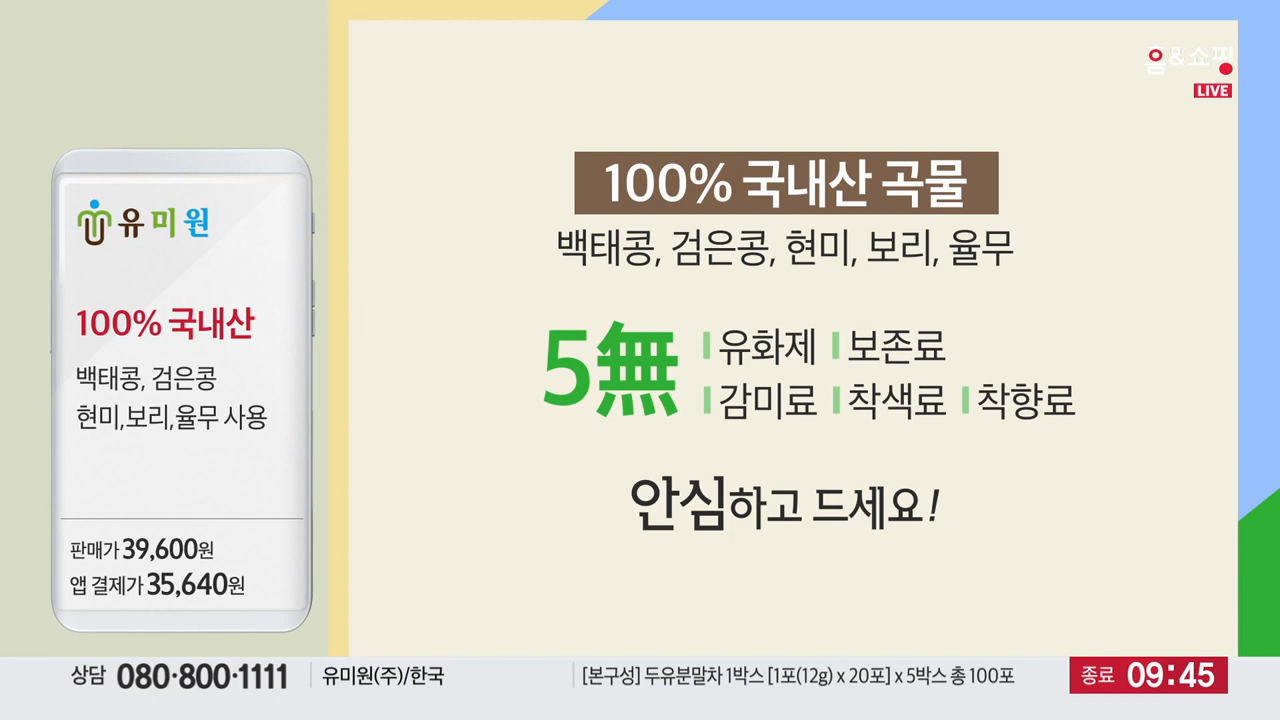 홈&쇼핑
LIVE
유미원
100% 국내산
백태콩, 검은콩
현미,보리,율무 사용
판매가 39,600원
앱 결제가 35,640원
100% 국내산 곡물
백태콩, 검은콩, 현미, 보리, 율무
5無
유화제 보존료
감미료 착색료 착향료
안심하고 드세요!
상담 080·800·1111 유미원(주)/한국 [본구성] 두유분말차 1박스 [1포(12g) x 20포] x 5박스 총 100포 종료 09:45